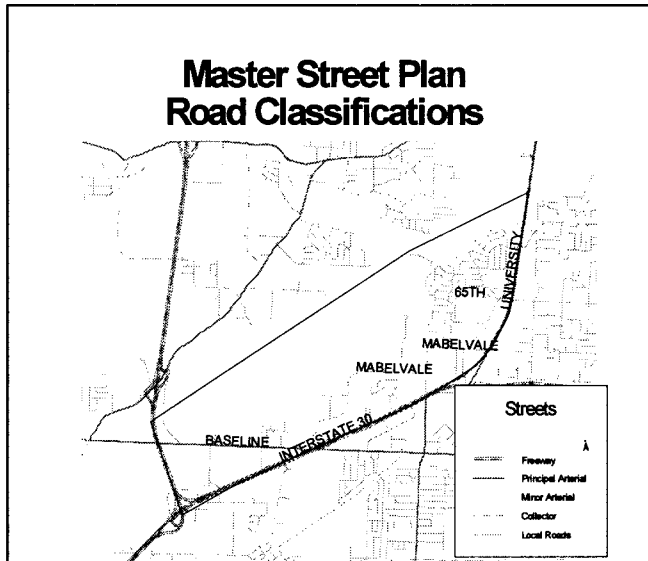 Master Street Plan
Road Classifications
UNIVERSITY
65TH
MABELVALE
MABELVALE
BASELINE
INTERSTATE 30
Streets
Freeway
Principal Arterial
Minor Arterial
Collector
Local Roads